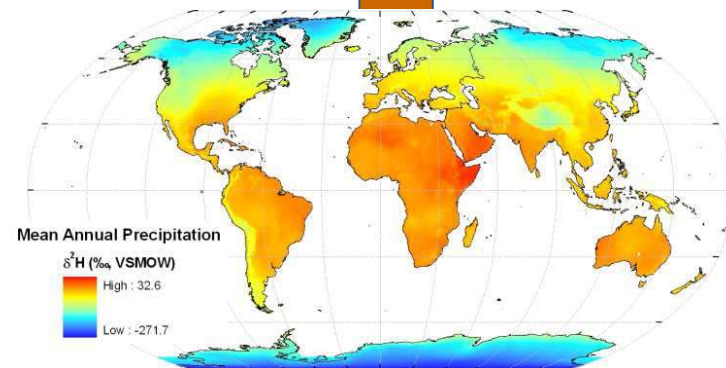 Mean Annual Precipitation
δ²H (‰, VSMOW)
High : 32.6
Low : -271.7